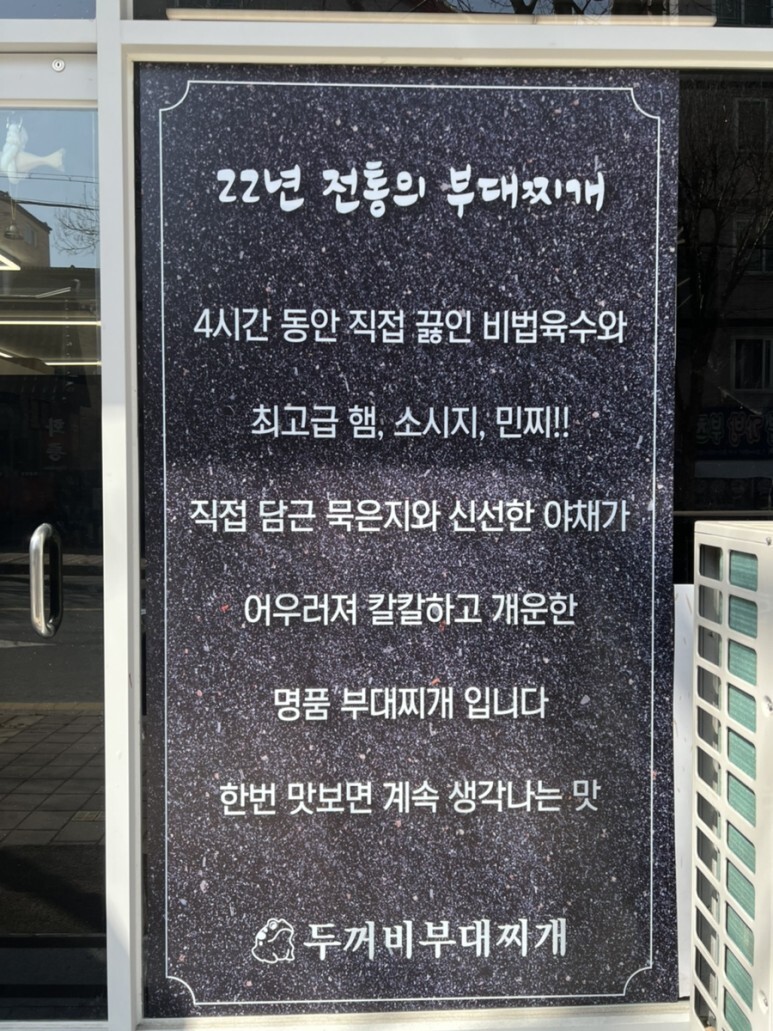 22년 전통의 부대찌개
4시간 동안 직접 끓인 비법육수와
최고급 햄, 소시지, 민찌!!
직접 담근 묵은지와 신선한 야채가
어우러져 칼칼하고 개운한
명품 부대찌개 입니다
한번 맛보면 계속 생각나는 맛
두꺼비부대찌개